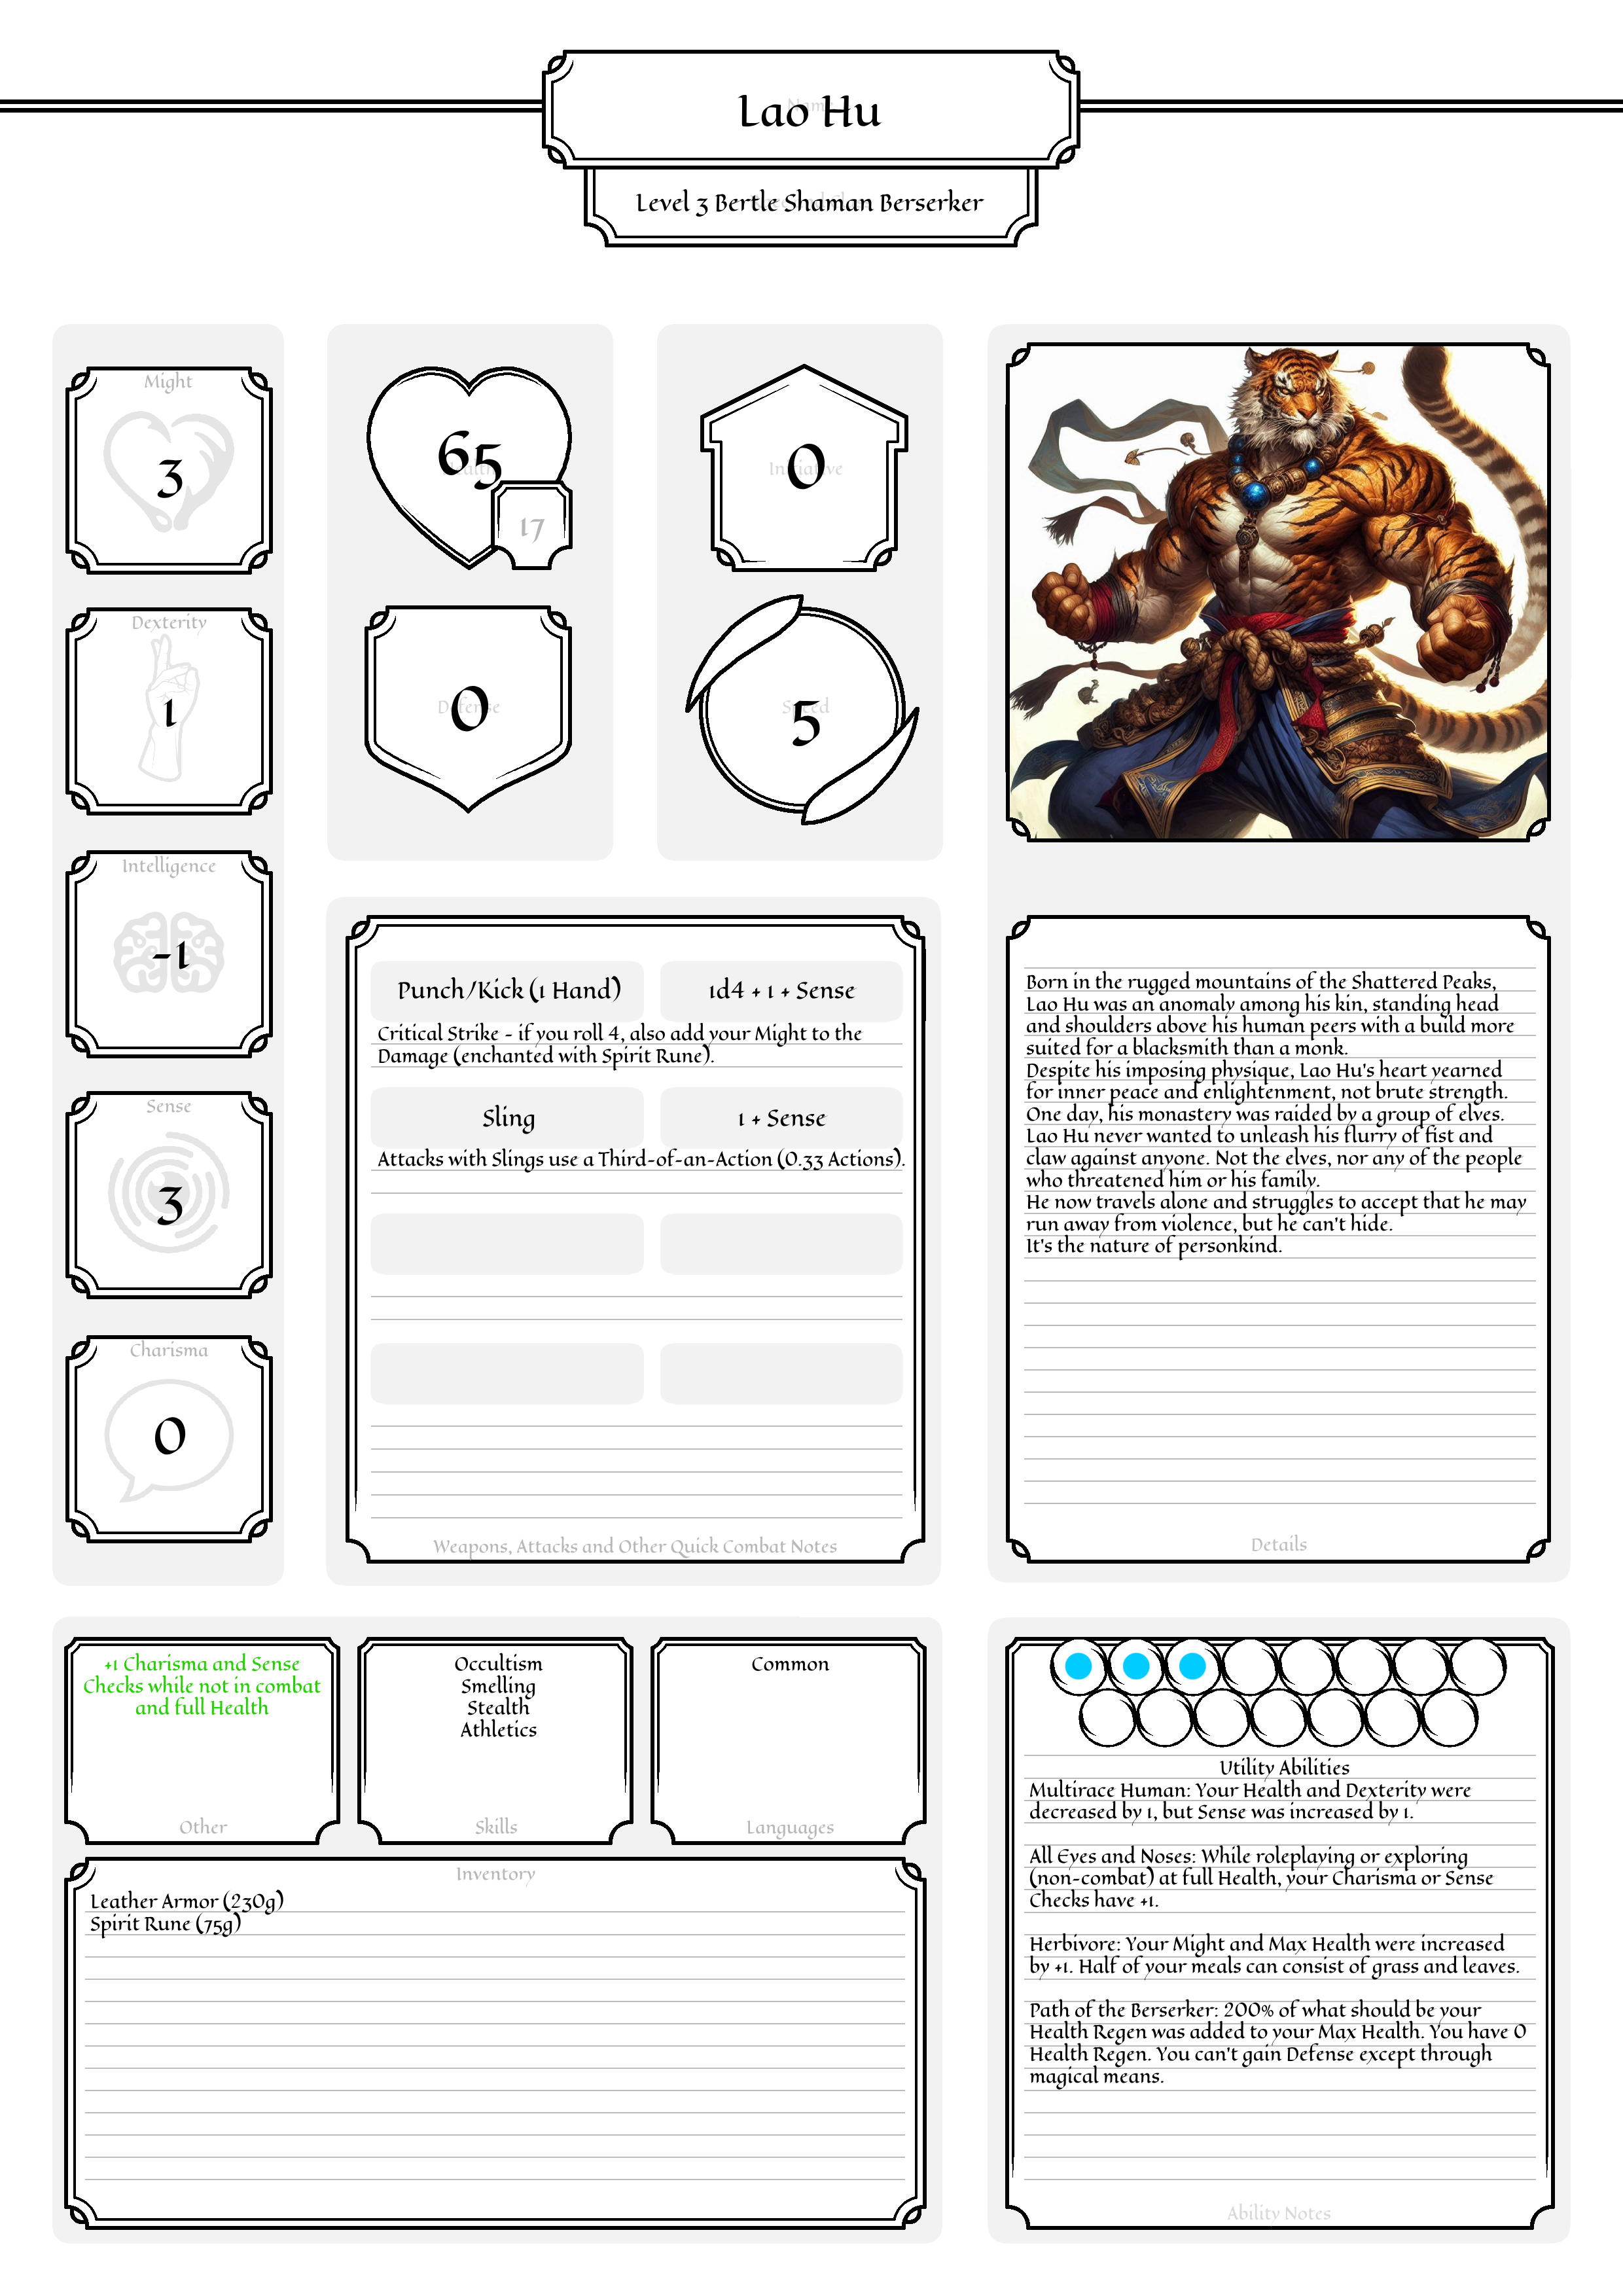 Name
Lao Hu
Level 3 Bertle Shaman Berserker
Might
3
Dexterity
1
Intelligence
-1
Sense
3
Charisma
0
65
17
Defense
0
Initiative
0
Speed
5
Punch/Kick (1 Hand)
1d4 + 1 + Sense
Critical Strike - if you roll 4, also add your Might to the
Damage (enchanted with Spirit Rune).
Sling
1 + Sense
Attacks with Slings use a Third-of-an-Action (0.33 Actions).
Weapons, Attacks and Other Quick Combat Notes
Born in the rugged mountains of the Shattered Peaks,
Lao Hu was an anomaly among his kin, standing head
and shoulders above his human peers with a build more
suited for a blacksmith than a monk.
Despite his imposing physique, Lao Hu's heart yearned
for inner peace and enlightenment, not brute strength.
One day, his monastery was raided by a group of elves.
Lao Hu never wanted to unleash his flurry of fist and
claw against anyone. Not the elves, nor any of the people
who threatened him or his family.
He now travels alone and struggles to accept that he may
run away from violence, but he can't hide.
It's the nature of personkind.
Details
+1 Charisma and Sense
Checks while not in combat
and full Health
Other
Occultism
Smelling
Stealth
Athletics
Skills
Common
Languages
Inventory
Leather Armor (230g)
Spirit Rune (75g)
Utility Abilities
Multirace Human: Your Health and Dexterity were
decreased by 1, but Sense was increased by 1.
All Eyes and Noses: While roleplaying or exploring
(non-combat) at full Health, your Charisma or Sense
Checks have +1.
Herbivore: Your Might and Max Health were increased
by +1. Half of your meals can consist of grass and leaves.
Path of the Berserker: 200% of what should be your
Health Regen was added to your Max Health. You have 0
Health Regen. You can't gain Defense except through
magical means.
Ability Notes